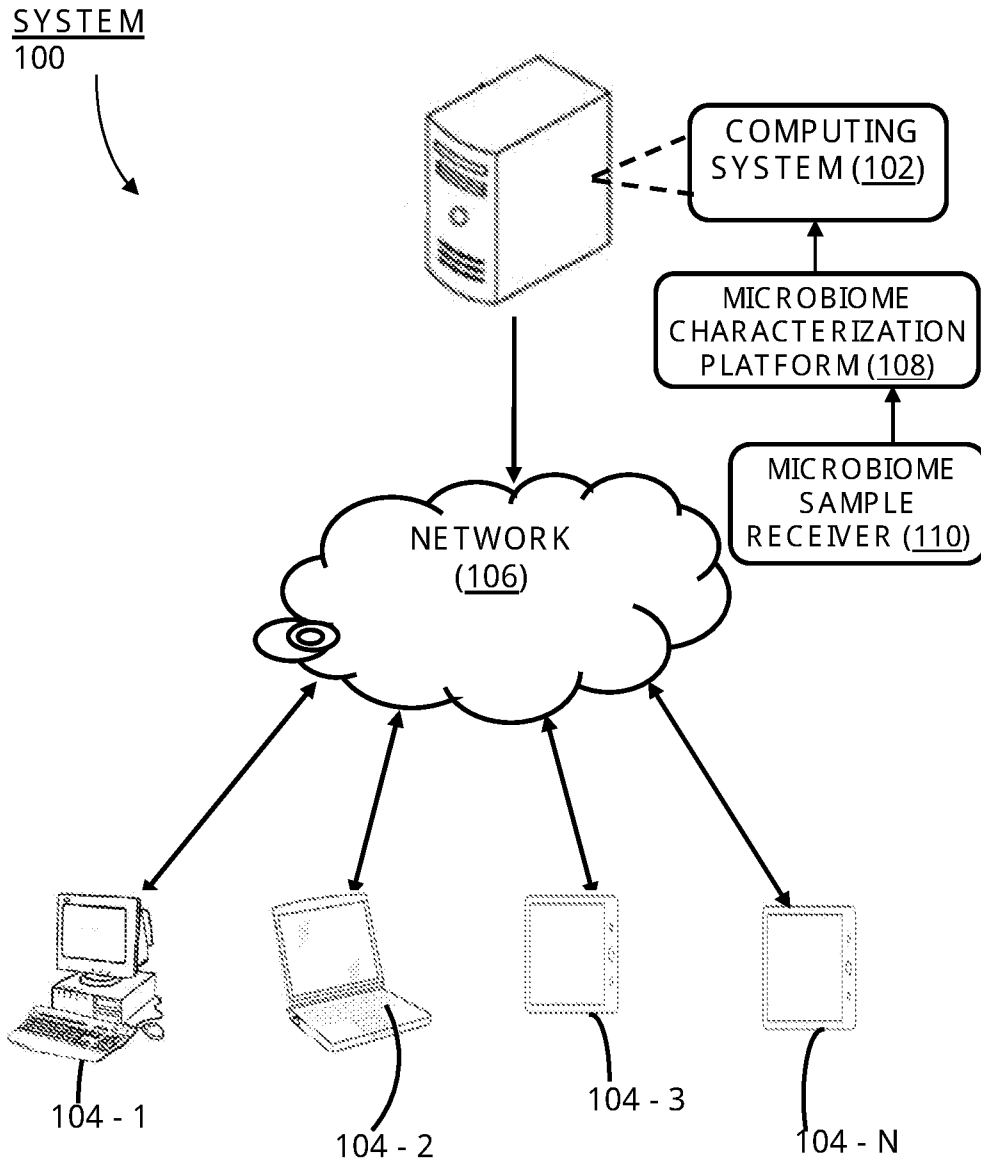 SYSTEM
100
COMPUTING
SYSTEM (102)
MICROBIOME
CHARACTERIZATION
PLATFORM (108)
MICROBIOME
SAMPLE
RECEIVER (110)
NETWORK
(106)
104 - 1
104 - 2
104 - 3
104 - N